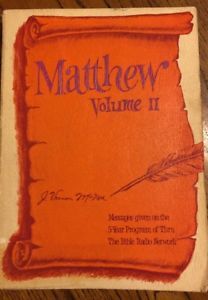 Matthew
Volume II
J. Vernon McGee
Messages given on the
5-Year Program of Thru
The Bible Radio Network